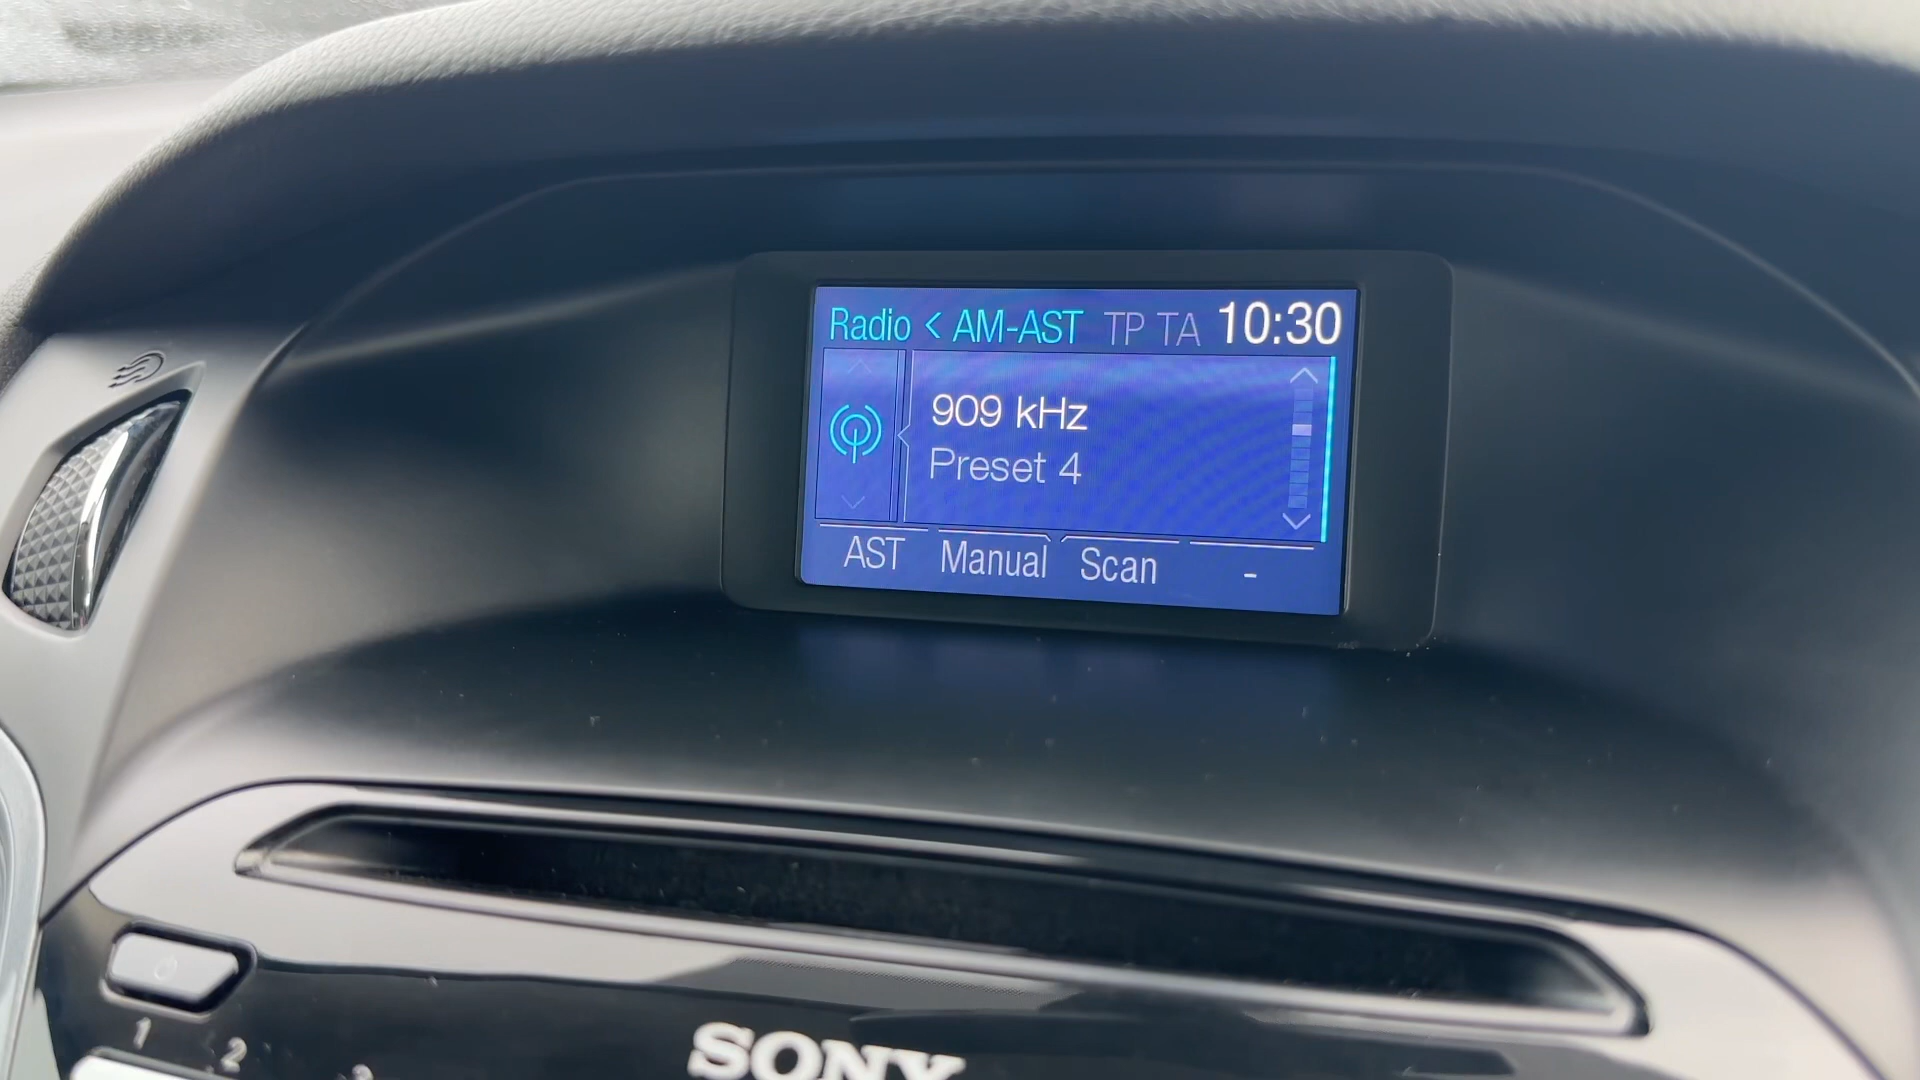 Radio < AM-AST TP TA 10:30
909 kHz
Preset 4
AST Manual Scan -
1 2
SONY